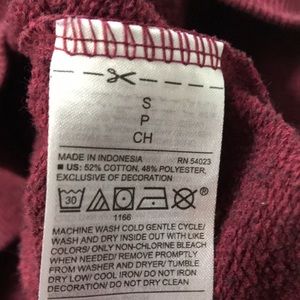 S
P
CH
MADE IN INDONESIA RN 54023
■ US: 52% COTTON, 48% POLYESTER,
EXCLUSIVE OF DECORATION
30
1166
MACHINE WASH COLD GENTLE CYCLE/
WASH AND DRY INSIDE OUT WITH LIKE
COLORS/ ONLY NON-CHLORINE BLEACH
WHEN NEEDED/ REMOVE PROMPTLY
FROM WASHER AND DRYER/ TUMBLE
DRY LOW/ COOL IRON/ DO NOT IRON
DECORATION/ DO NOT DRY CLEAN